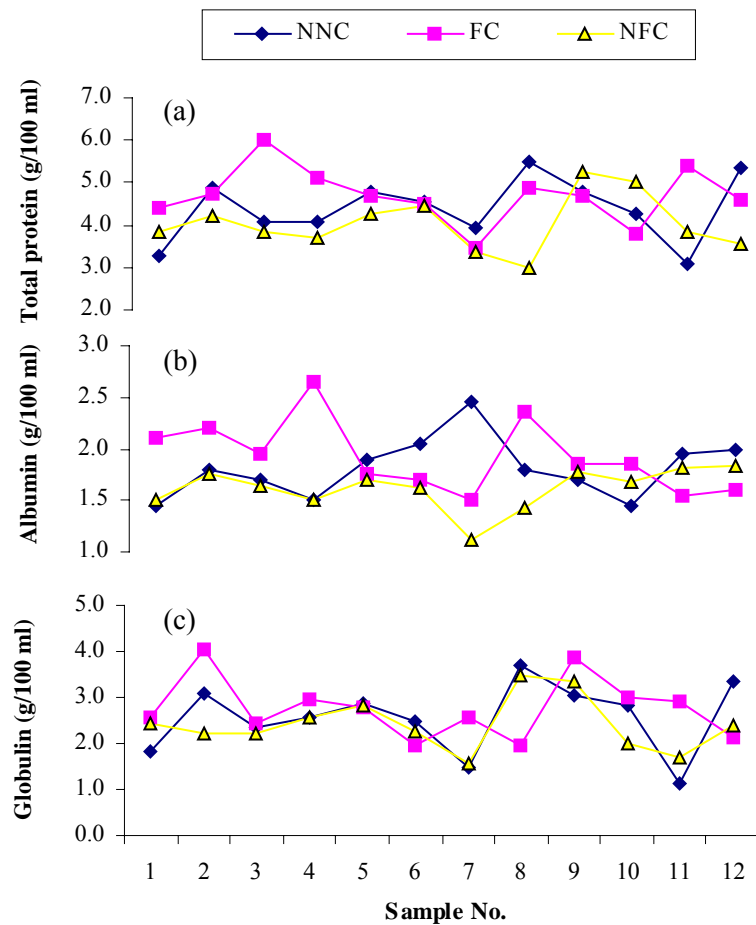 NNC FC NFC
(a)
Total protein (g/100 ml)
7.0
6.0
5.0
4.0
3.0
2.0
(b)
Albumin (g/100 ml)
3.0
2.5
2.0
1.5
1.0
(c)
Globulin (g/100 ml)
5.0
4.0
3.0
2.0
1.0
0.0
1 2 3 4 5 6 7 8 9 10 11 12
Sample No.